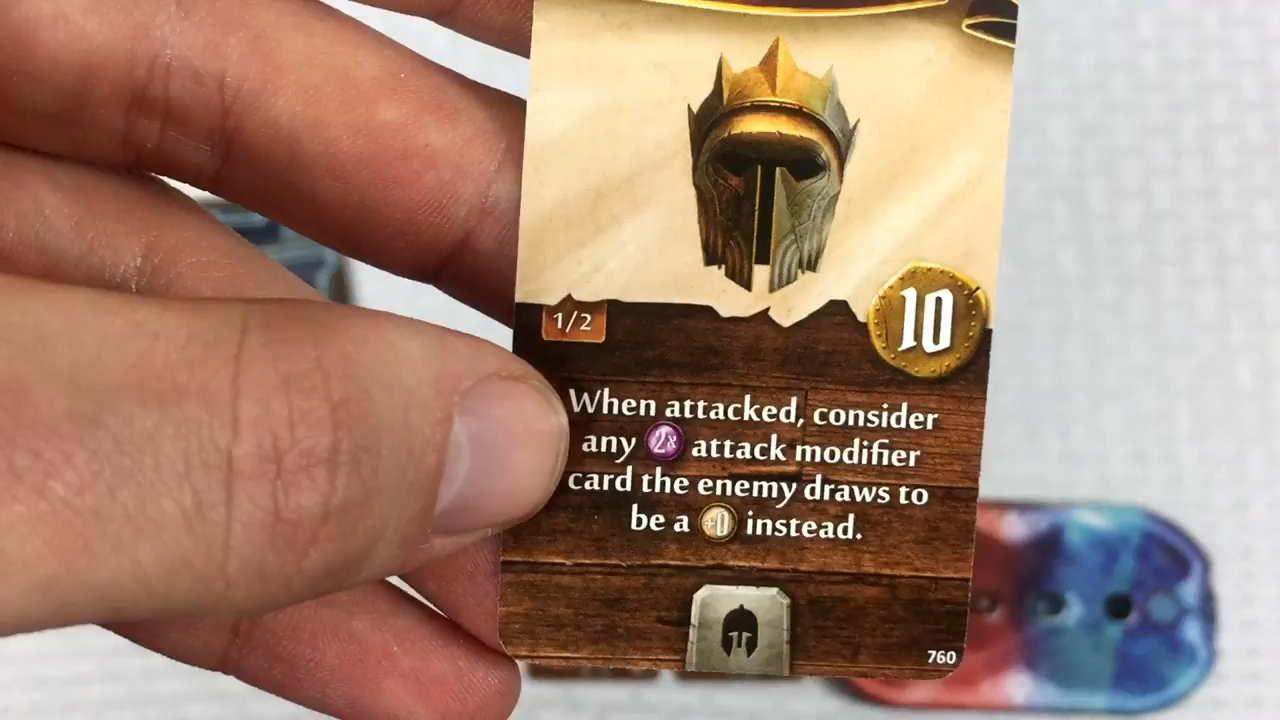 1/2
10
When attacked, consider
any 2x attack modifier
card the enemy draws to
be a +0 instead.
760